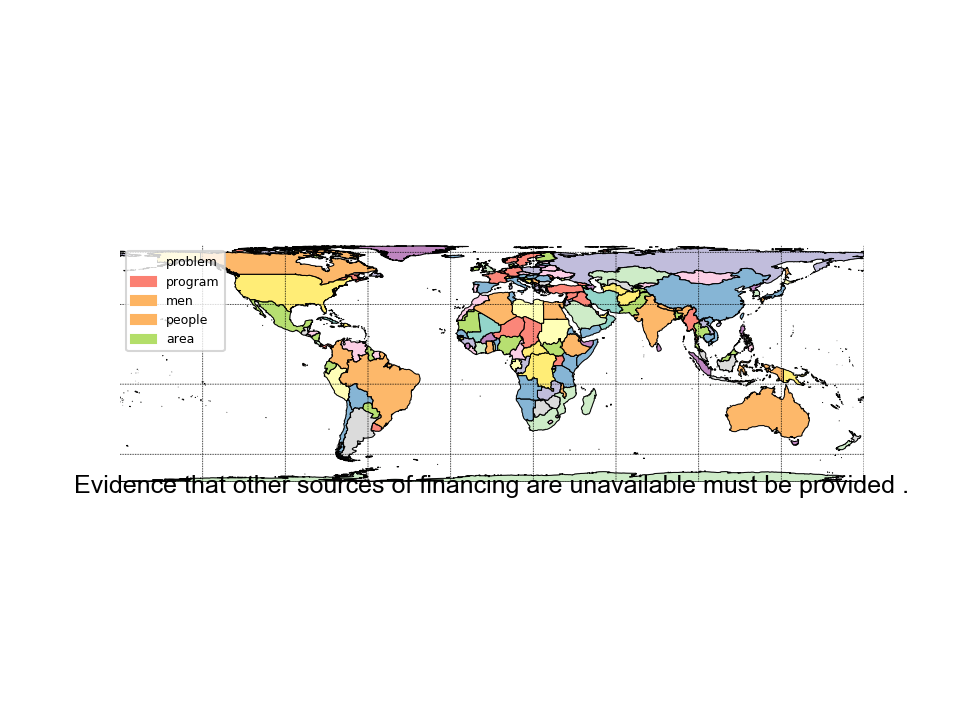 problem
program
men
people
area
Evidence that other sources of financing are unavailable must be provided .